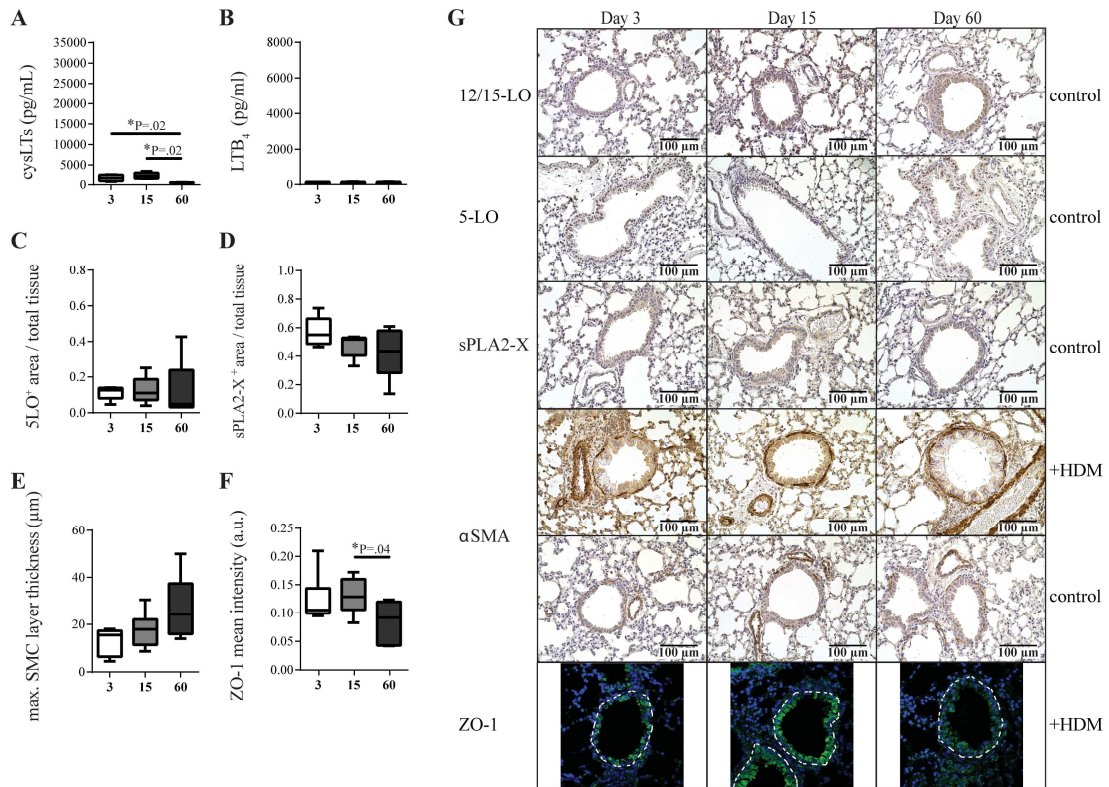 A
cysLTs (pg/mL)
35000
30000
25000
20000
15000
10000
5000
0
*P=.02
*P=.02
3 15 60
B
LTB4 (pg/ml)
8000
6000
4000
2000
0
3 15 60
C
5LO+ area / total tissue
0.8
0.6
0.4
0.2
0.0
3 15 60
D
sPLA2-X+ area / total tissue
1.0
0.8
0.6
0.4
0.2
0.0
3 15 60
E
max. SMC layer thickness (µm)
60
40
20
0
3 15 60
F
ZO-1 mean intensity (a.u.)
0.25
0.20
0.15
0.10
0.05
0.00
*P=.04
3 15 60
G
Day 3 Day 15 Day 60
12/15-LO
100 µm 100 µm 100 µm
control
5-LO
100 µm 100 µm 100 µm
control
sPLA2-X
100 µm 100 µm 100 µm
control
100 µm 100 µm 100 µm
+HDM
αSMA
100 µm 100 µm 100 µm
control
ZO-1
+HDM